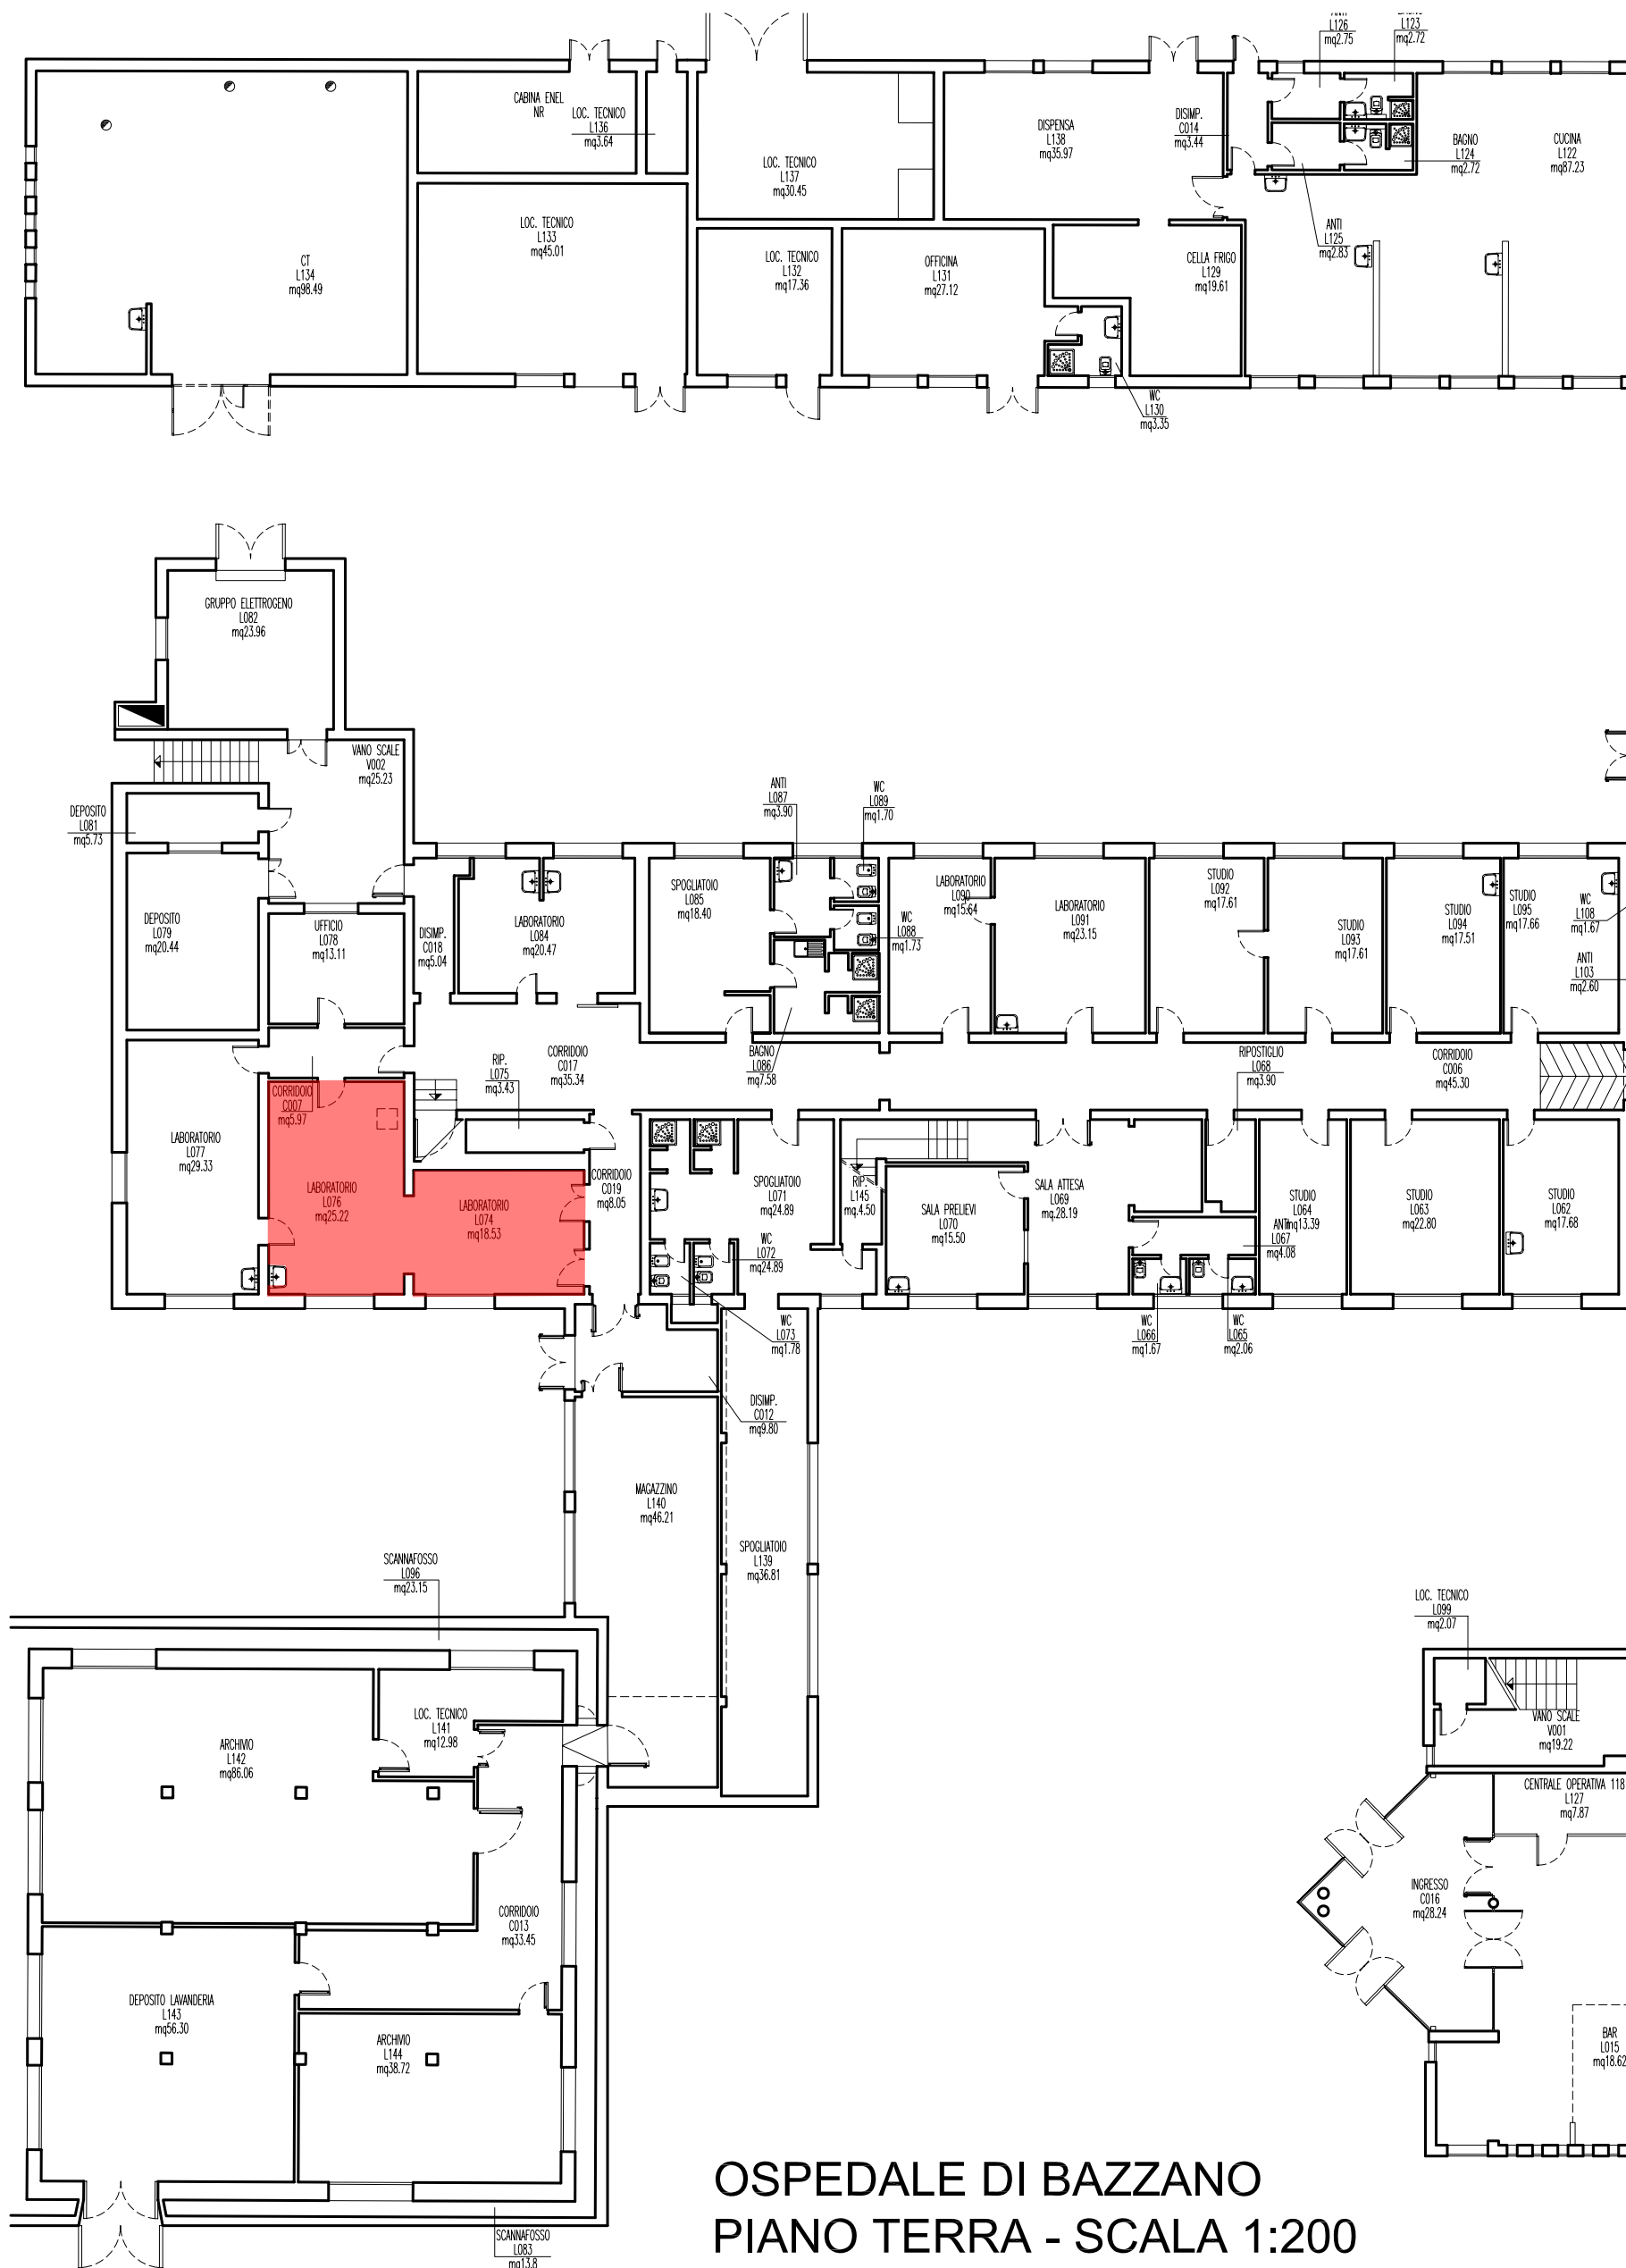 L126
mq2.75
L123
mq2.72
CABINA ENEL
NR
LOC. TECNICO
L136
mq3.64
LOC. TECNICO
L137
mq30.45
DISPENSA
L138
mq35.97
DISIMP.
C014
mq3.44
BAGNO
L124
mq2.72
CUCINA
L122
mq87.23
CT
L134
mq98.49
LOC. TECNICO
L133
mq45.01
LOC. TECNICO
L132
mq17.36
OFFICINA
L131
mq27.12
CELLA FRIGO
L129
mq19.61
ANTI
L125
mq2.83
WC
L130
mq3.35
GRUPPO ELETTROGENO
L082
mq23.96
VANO SCALE
V002
mq25.23
DEPOSITO
L081
mq5.73
ANTI
L087
mq3.90
WC
L089
mq1.70
DEPOSITO
L079
mq20.44
UFFICIO
L078
mq13.11
DISIMP.
C018
mq5.04
LABORATORIO
L084
mq20.47
SPOGLIATOIO
L085
mq18.40
WC
L088
mq1.73
LABORATORIO
L090
mq15.64
LABORATORIO
L091
mq23.15
STUDIO
L092
mq17.61
STUDIO
L093
mq17.61
STUDIO
L094
mq17.51
STUDIO
L095
mq17.66
WC
L108
mq1.67
ANTI
L103
mq2.60
CORRIDOIO
C007
mq5.97
RIP.
L075
mq3.43
CORRIDOIO
C017
mq35.34
BAGNO
L086
mq7.58
RIPOSTIGLIO
L068
mq3.90
CORRIDOIO
C006
mq45.30
LABORATORIO
L077
mq29.33
LABORATORIO
L076
mq25.22
LABORATORIO
L074
mq18.53
CORRIDOIO
C019
mq8.05
SPOGLIATOIO
L071
mq24.89
WC
L072
mq24.89
RIP.
L145
mq.4.50
SALA PRELIEVI
L070
mq15.50
SALA ATTESA
L069
mq.28.19
STUDIO
L064
mq13.39
ANTI
L067
mq4.08
STUDIO
L063
mq22.80
STUDIO
L062
mq17.68
WC
L073
mq1.78
WC
L066
mq1.67
WC
L065
mq2.06
DISIMP.
C012
mq9.80
MAGAZZINO
L140
mq46.21
SPOGLIATOIO
L139
mq36.81
SCANNAFOSSO
L096
mq23.15
LOC. TECNICO
L099
mq2.07
VANO SCALE
V001
mq19.22
ARCHIVIO
L142
mq86.06
LOC. TECNICO
L141
mq12.98
CENTRALE OPERATIVA 118
L127
mq7.87
INGRESSO
C016
mq28.24
CORRIDOIO
C013
mq33.45
DEPOSITO LAVANDERIA
L143
mq56.30
ARCHIVIO
L144
mq38.72
BAR
L015
mq18.62
SCANNAFOSSO
L083
mq13.8
OSPEDALE DI BAZZANO
PIANO TERRA - SCALA 1:200